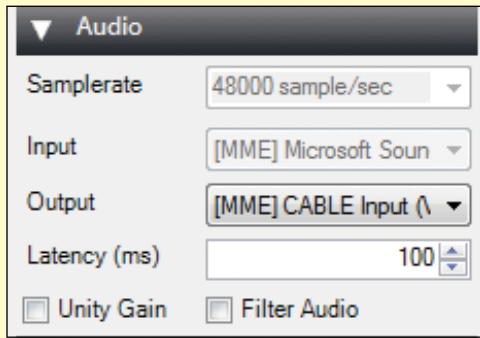 Audio
Samplerate 48000 sample/sec
Input [MME] Microsoft Soun
Output [MME] CABLE Input (\
Latency (ms) 100
Unity Gain Filter Audio